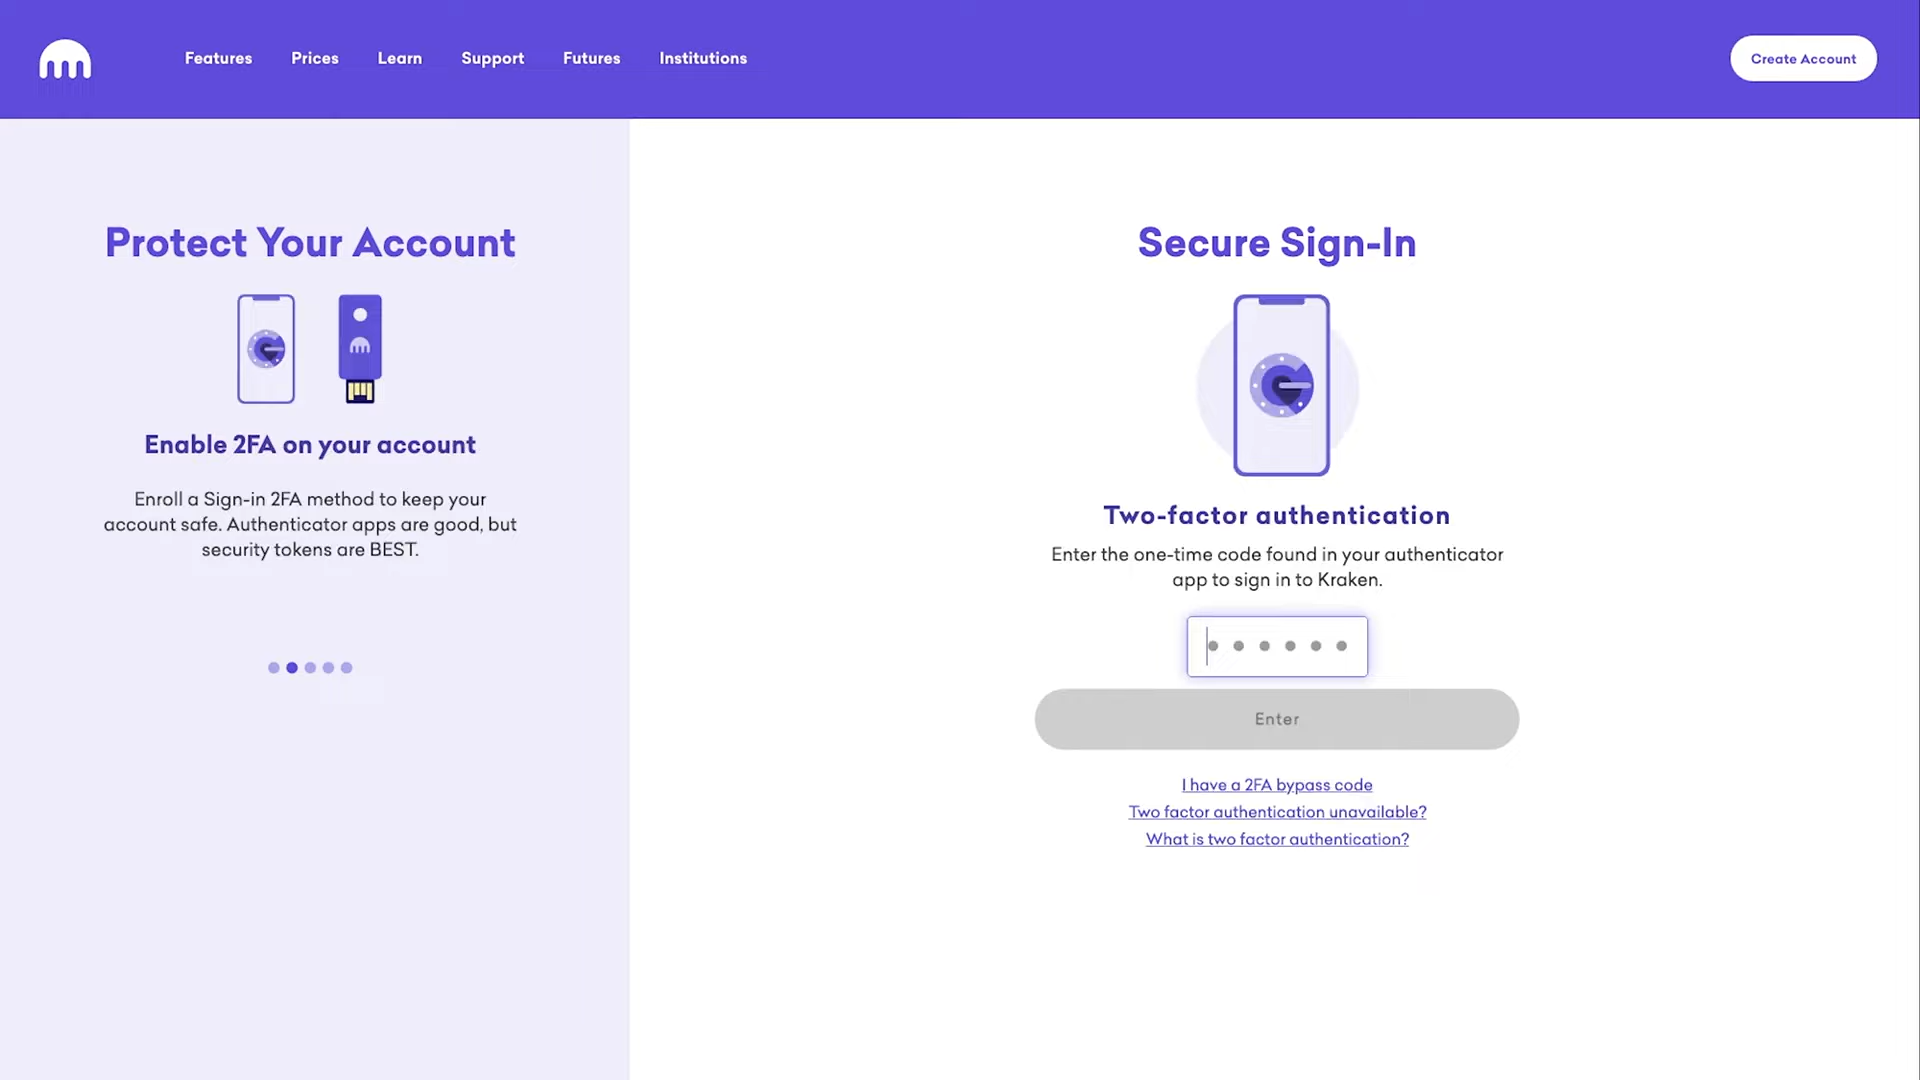 Features Prices Learn Support Futures Institutions Create Account
Protect Your Account
Enable 2FA on your account
Enroll a Sign-in 2FA method to keep your
account safe. Authenticator apps are good, but
security tokens are BEST.
Secure Sign-In
Two-factor authentication
Enter the one-time code found in your authenticator
app to sign in to Kraken.
Enter
I have a 2FA bypass code
Two factor authentication unavailable?
What is two factor authentication?